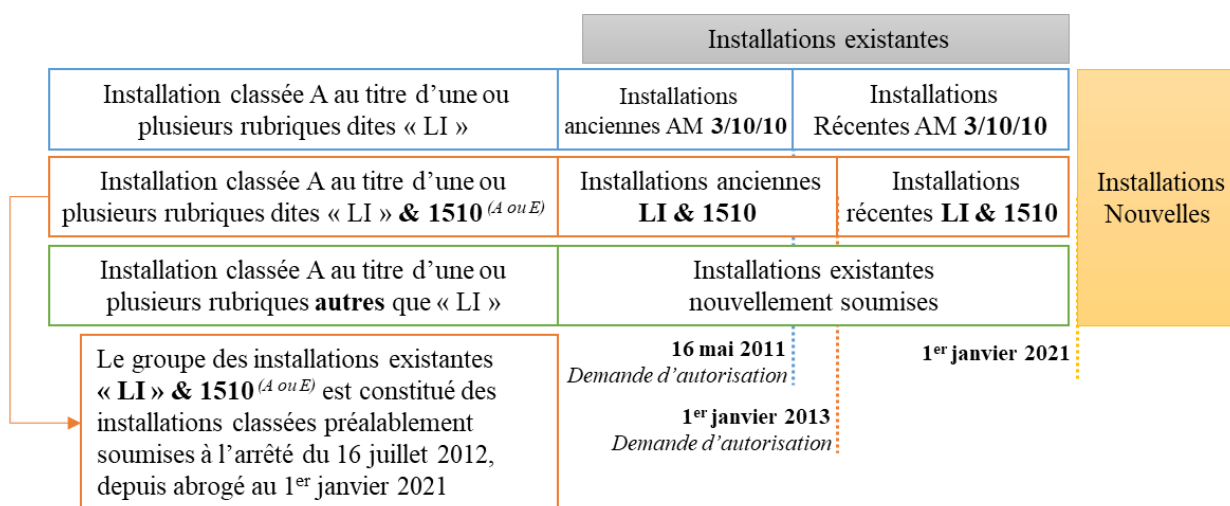 Installations existantes
Installation classée A au titre d’une ou
plusieurs rubriques dites « LI »
Installations
anciennes AM 3/10/10
Installations
Récentes AM 3/10/10
Installations
Nouvelles
Installation classée A au titre d’une ou
plusieurs rubriques dites « LI » & 1510 (A ou E)
Installations anciennes
LI & 1510
Installations
récentes LI & 1510
Installation classée A au titre d’une ou
plusieurs rubriques autres que « LI »
Installations existantes
nouvellement soumises
16 mai 2011
Demande d’autorisation
1er janvier 2021
1er janvier 2013
Demande d’autorisation
Le groupe des installations existantes
« LI » & 1510 (A ou E) est constitué des
installations classées préalablement
soumises à l’arrêté du 16 juillet 2012,
depuis abrogé au 1er janvier 2021